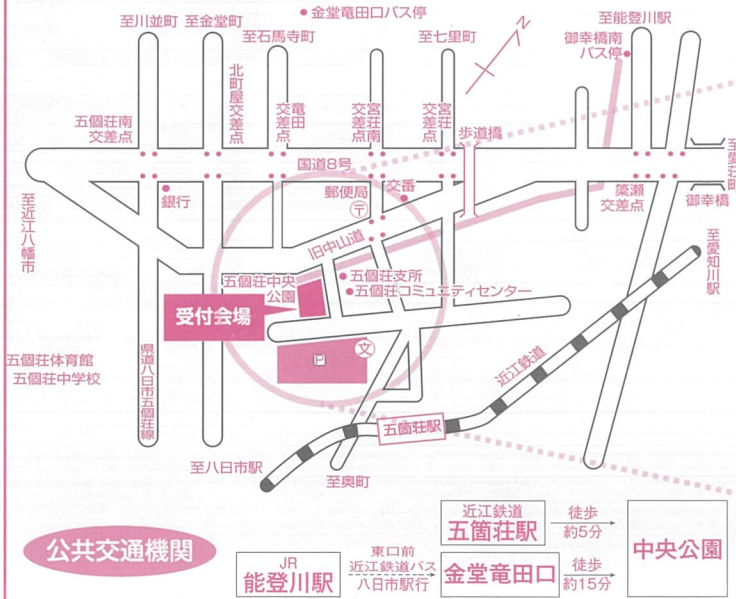 金堂竜田口バス停
至川並町
至金堂町
至石馬寺町
至七里町
至能登川駅
御幸橋南
バス停
N
北町屋交差点
五個荘南
交差点
竜田
交差点
宮荘南
交差点
宮荘
交差点
歩道橋
国道8号
至愛荘町
銀行
郵便局
〒
交番
簗瀬
交差点
御幸橋
至近江八幡市
旧中山道
至愛知川駅
五個荘中央
公園
五個荘支所
五個荘コミュニティセンター
受付会場
文
P
五個荘体育館
五個荘中学校
県道八日市五個荘線
近江鉄道
五箇荘駅
至八日市駅
至奥町
公共交通機関
近江鉄道
五箇荘駅
徒歩
約5分
中央公園
JR
能登川駅
東口前
近江鉄道バス
八日市駅行
金堂竜田口
徒歩
約15分